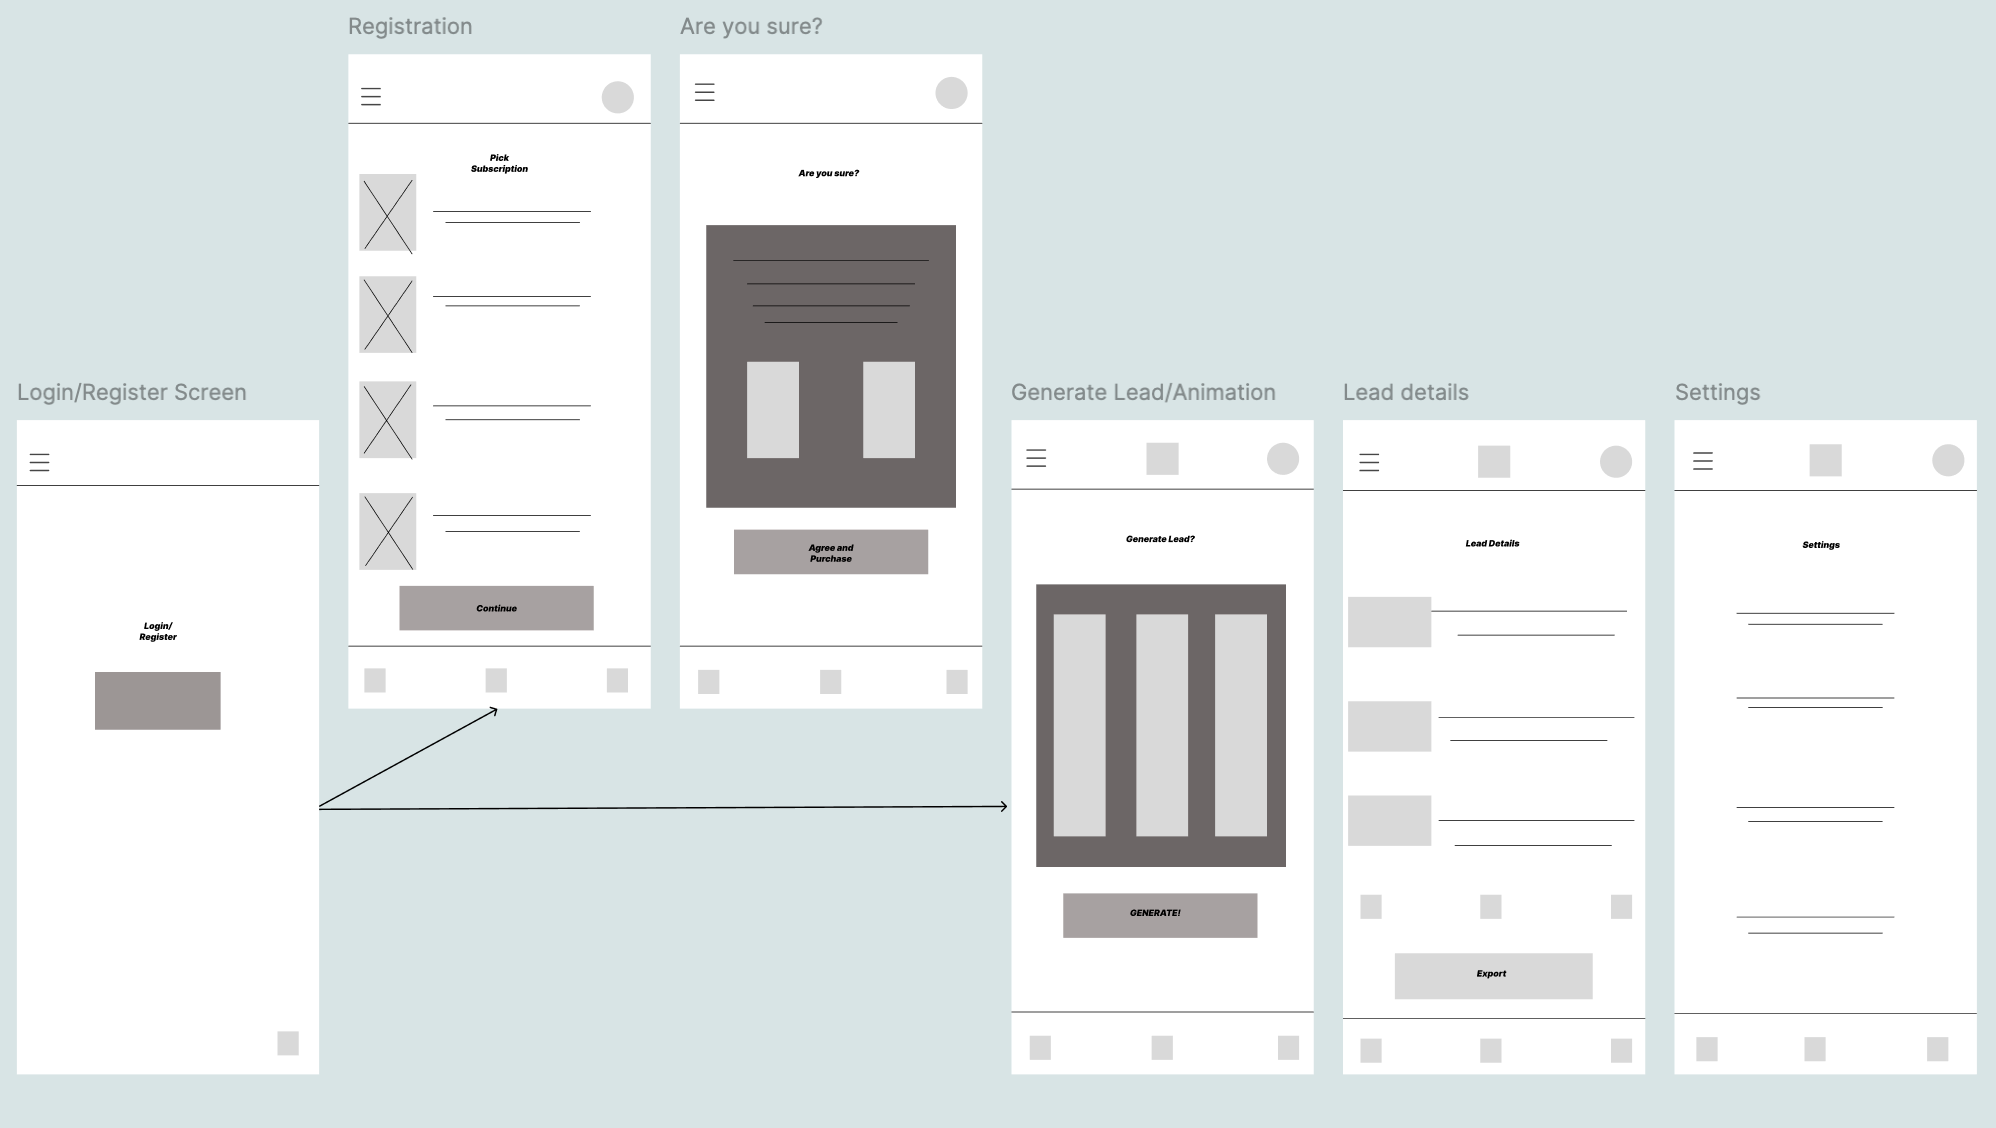 Registration
Are you sure?
Pick
Subscription
Continue
Are you sure?
Agree and
Purchase
Login/Register Screen
Login/
Register
Generate Lead/Animation
Generate Lead?
GENERATE!
Lead details
Lead Details
Export
Settings
Settings